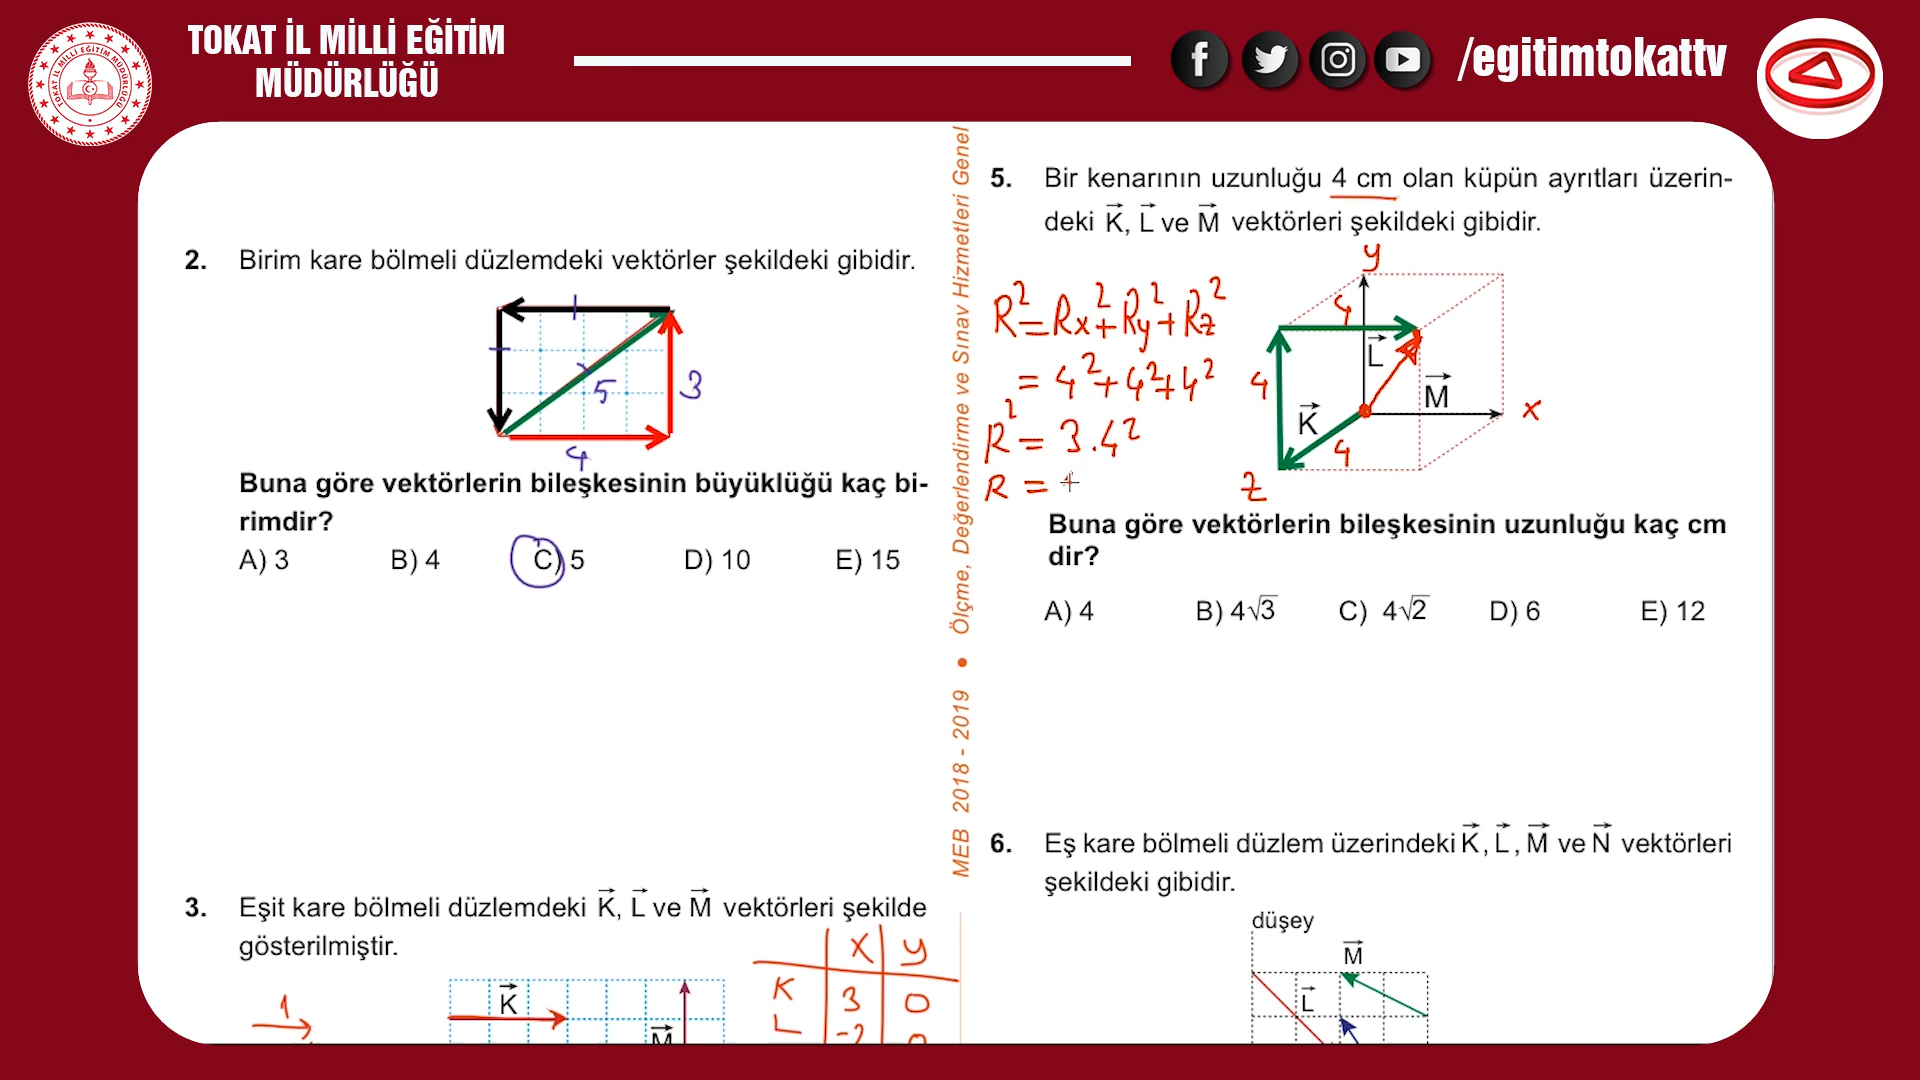 TOKAT İL MİLLİ EĞİTİM
MÜDÜRLÜĞÜ
/egitimtokattv
2. Birim kare bölmeli düzlemdeki vektörler şekildeki gibidir.
5
3
4
Buna göre vektörlerin bileşkesinin büyüklüğü kaç bi-
rimdir?
A) 3 B) 4 C) 5 D) 10 E) 15
3. Eşit kare bölmeli düzlemdeki K, L ve M vektörleri şekilde
gösterilmiştir.
1
K
M
x y
K 3 0
L -2 0
Ölçme, Değerlendirme ve Sınav Hizmetleri Genel
MEB 2018 - 2019 •
5. Bir kenarının uzunluğu 4 cm olan küpün ayrıtları üzerin-
deki K, L ve M vektörleri şekildeki gibidir.
R² = Rx² + Ry² + Rz²
= 4² + 4² + 4²
R² = 3.4²
R =
y
4
L
4
M
K
x
4
z
Buna göre vektörlerin bileşkesinin uzunluğu kaç cm
dir?
A) 4 B) 4√3 C) 4√2 D) 6 E) 12
6. Eş kare bölmeli düzlem üzerindeki K, L, M ve N vektörleri
şekildeki gibidir.
düşey
M
L